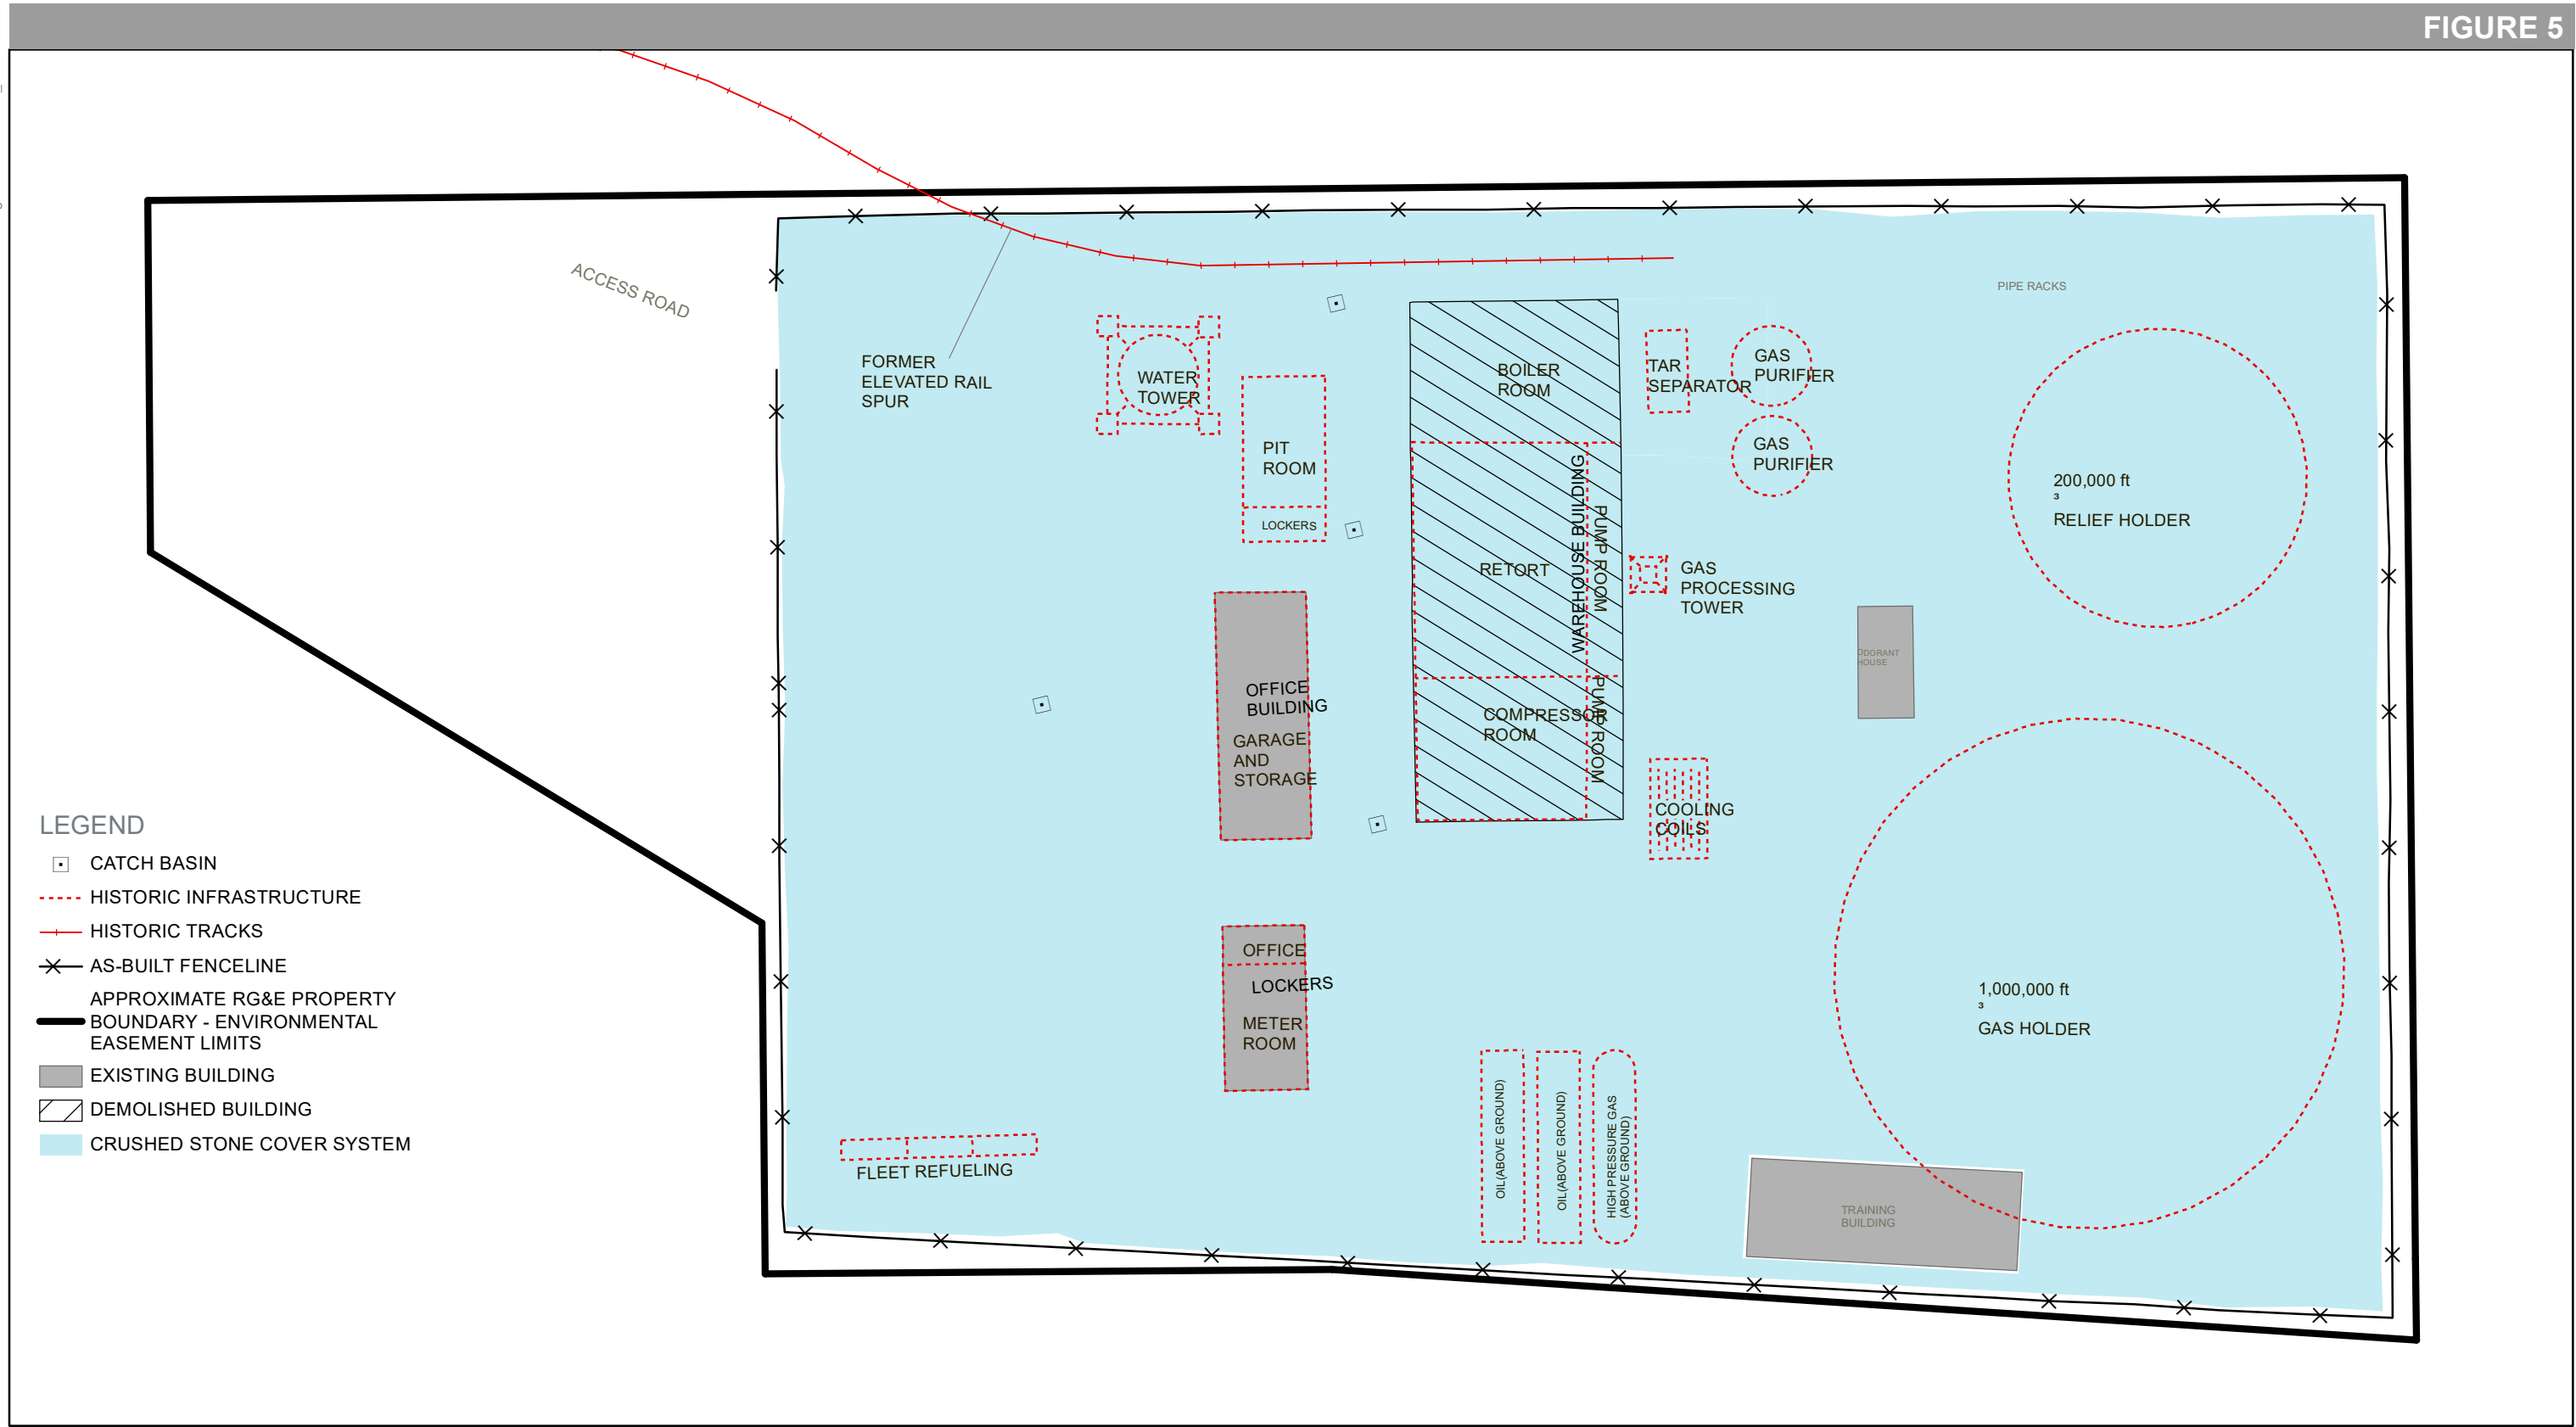 FIGURE 5
ACCESS ROAD
PIPE RACKS
FORMER
ELEVATED RAIL
SPUR
WATER
TOWER
PIT
ROOM
LOCKERS
BOILER
ROOM
TAR
SEPARATOR
GAS
PURIFIER
GAS
PURIFIER
200,000 ft
3
RELIEF HOLDER
RETORT
WAREHOUSE BUILDING
PUMP ROOM
GAS
PROCESSING
TOWER
ODORANT
HOUSE
OFFICE
BUILDING
GARAGE
AND
STORAGE
COMPRESSOR
ROOM
PUMP ROOM
COOLING
COILS
OFFICE
LOCKERS
METER
ROOM
1,000,000 ft
3
GAS HOLDER
OIL(ABOVE GROUND)
OIL(ABOVE GROUND)
HIGH PRESSURE GAS
(ABOVE GROUND)
FLEET REFUELING
TRAINING
BUILDING
LEGEND
CATCH BASIN
HISTORIC INFRASTRUCTURE
HISTORIC TRACKS
AS-BUILT FENCELINE
APPROXIMATE RG&E PROPERTY
BOUNDARY - ENVIRONMENTAL
EASEMENT LIMITS
EXISTING BUILDING
DEMOLISHED BUILDING
CRUSHED STONE COVER SYSTEM